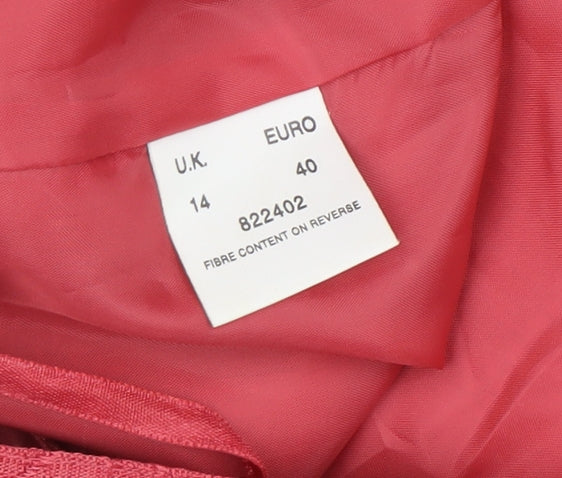 U.K. EURO
14 40
822402
FIBRE CONTENT ON REVERSE